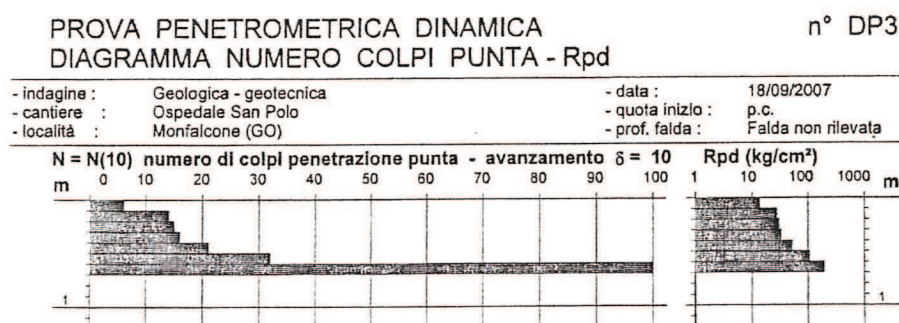 PROVA PENETROMETRICA DINAMICA n° DP3
DIAGRAMMA NUMERO COLPI PUNTA - Rpd
- indagine : Geologica - geotecnica - data : 18/09/2007
- cantiere : Ospedale San Polo - quota inizio : p.c.
- località : Monfalcone (GO) - prof. falda : Falda non rilevata
N = N(10) numero di colpi penetrazione punta - avanzamento δ = 10 Rpd (kg/cm²)
m 0 10 20 30 40 50 60 70 80 90 100 1 10 100 1000 m
1 1